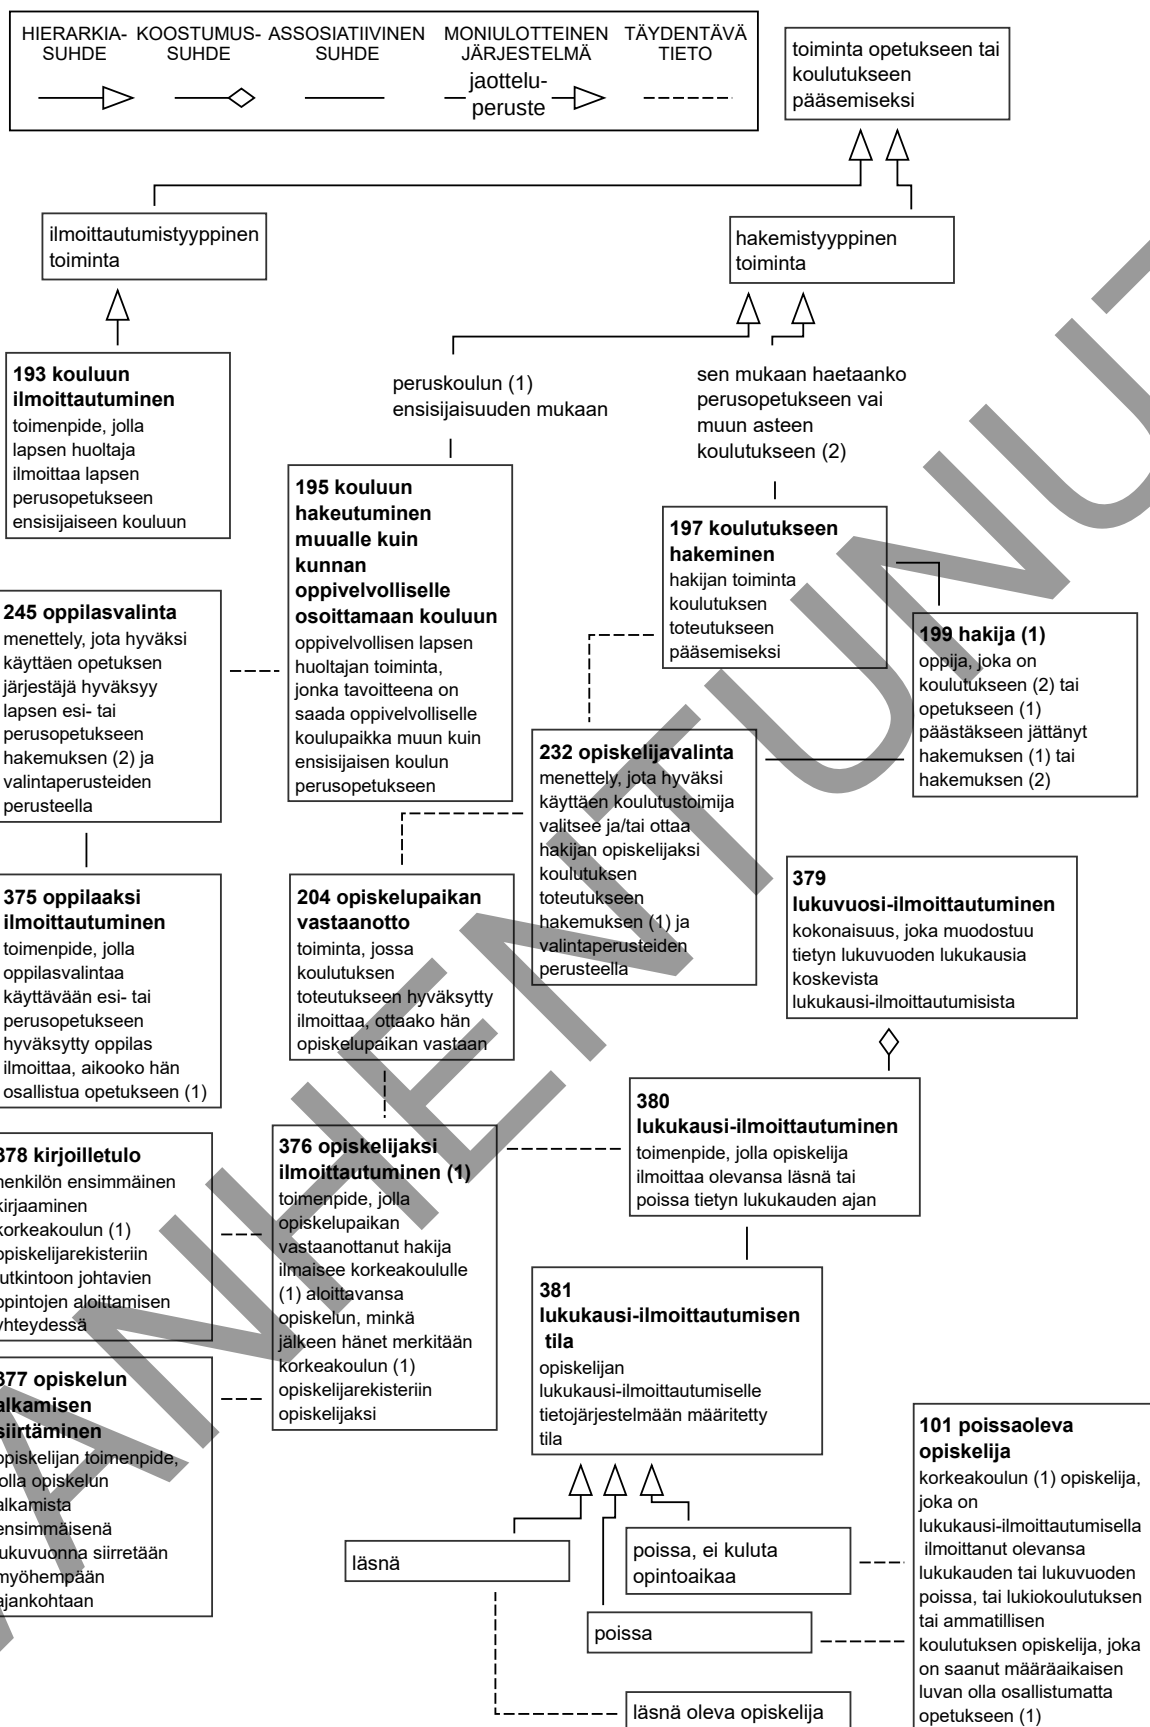 HIERARKIA-
SUHDE
KOOSTUMUS-
SUHDE
ASSOSIATIIVINEN
SUHDE
MONIULOTTEINEN
JÄRJESTELMÄ
TÄYDENTÄVÄ
TIETO
jaottelu-
peruste
toiminta opetukseen tai
koulutukseen
pääsemiseksi
ilmoittautumistyyppinen
toiminta
hakemistyyppinen
toiminta
193 kouluun
ilmoittautuminen
toimenpide, jolla
lapsen huoltaja
ilmoittaa lapsen
perusopetukseen
ensisijaiseen kouluun
peruskoulun (1)
ensisijaisuuden mukaan
sen mukaan haetaanko
perusopetukseen vai
muun asteen
koulutukseen (2)
195 kouluun
hakeutuminen
muualle kuin
kunnan
oppivelvolliselle
osoittamaan kouluun
oppivelvollisen lapsen
huoltajan toiminta,
jonka tavoitteena on
saada oppivelvolliselle
koulupaikka muun kuin
ensisijaisen koulun
perusopetukseen
197 koulutukseen
hakeminen
hakijan toiminta
koulutuksen
toteutukseen
pääsemiseksi
199 hakija (1)
oppija, joka on
koulutukseen (2) tai
opetukseen (1)
päästäkseen jättänyt
hakemuksen (1) tai
hakemuksen (2)
245 oppilasvalinta
menettely, jota hyväksi
käyttäen opetuksen
järjestäjä hyväksyy
lapsen esi- tai
perusopetukseen
hakemuksen (2) ja
valintaperusteiden
perusteella
232 opiskelijavalinta
menettely, jota hyväksi
käyttäen koulutustoimija
valitsee ja/tai ottaa
hakijan opiskelijaksi
koulutuksen
toteutukseen
hakemuksen (1) ja
valintaperusteiden
perusteella
375 oppilaaksi
ilmoittautuminen
toimenpide, jolla
oppilasvalintaa
käyttävään esi- tai
perusopetukseen
hyväksytty oppilas
ilmoittaa, aikooko hän
osallistua opetukseen (1)
204 opiskelupaikan
vastaanotto
toiminta, jossa
koulutuksen
toteutukseen hyväksytty
ilmoittaa, ottaako hän
opiskelupaikan vastaan
379
lukuvuosi-ilmoittautuminen
kokonaisuus, joka muodostuu
tietyn lukuvuoden lukukausia
koskevista
lukukausi-ilmoittautumisista
380
lukukausi-ilmoittautuminen
toimenpide, jolla opiskelija
ilmoittaa olevansa läsnä tai
poissa tietyn lukukauden ajan
378 kirjoilletulo
henkilön ensimmäinen
kirjaaminen
korkeakoulun (1)
opiskelijarekisteriin
tutkintoon johtavien
opintojen aloittamisen
yhteydessä
376 opiskelijaksi
ilmoittautuminen (1)
toimenpide, jolla
opiskelupaikan
vastaanottanut hakija
ilmaisee korkeakoululle
(1) aloittavansa
opiskelun, minkä
jälkeen hänet merkitään
korkeakoulun (1)
opiskelijarekisteriin
opiskelijaksi
381
lukukausi-ilmoittautumisen
tila
opiskelijan
lukukausi-ilmoittautumiselle
tietojärjestelmään määritetty
tila
377 opiskelun
alkamisen
siirtäminen
opiskelijan toimenpide,
jolla opiskelun
alkamista
ensimmäisenä
lukuvuonna siirretään
myöhempään
ajankohtaan
101 poissaoleva
opiskelija
korkeakoulun (1) opiskelija,
joka on
lukukausi-ilmoittautumisella
ilmoittanut olevansa
lukukauden tai lukuvuoden
poissa, tai lukiokoulutuksen
tai ammatillisen
koulutuksen opiskelija, joka
on saanut määräaikaisen
luvan olla osallistumatta
opetukseen (1)
läsnä
poissa, ei kuluta
opintoaikaa
poissa
läsnä oleva opiskelija
VANHENTUNUT